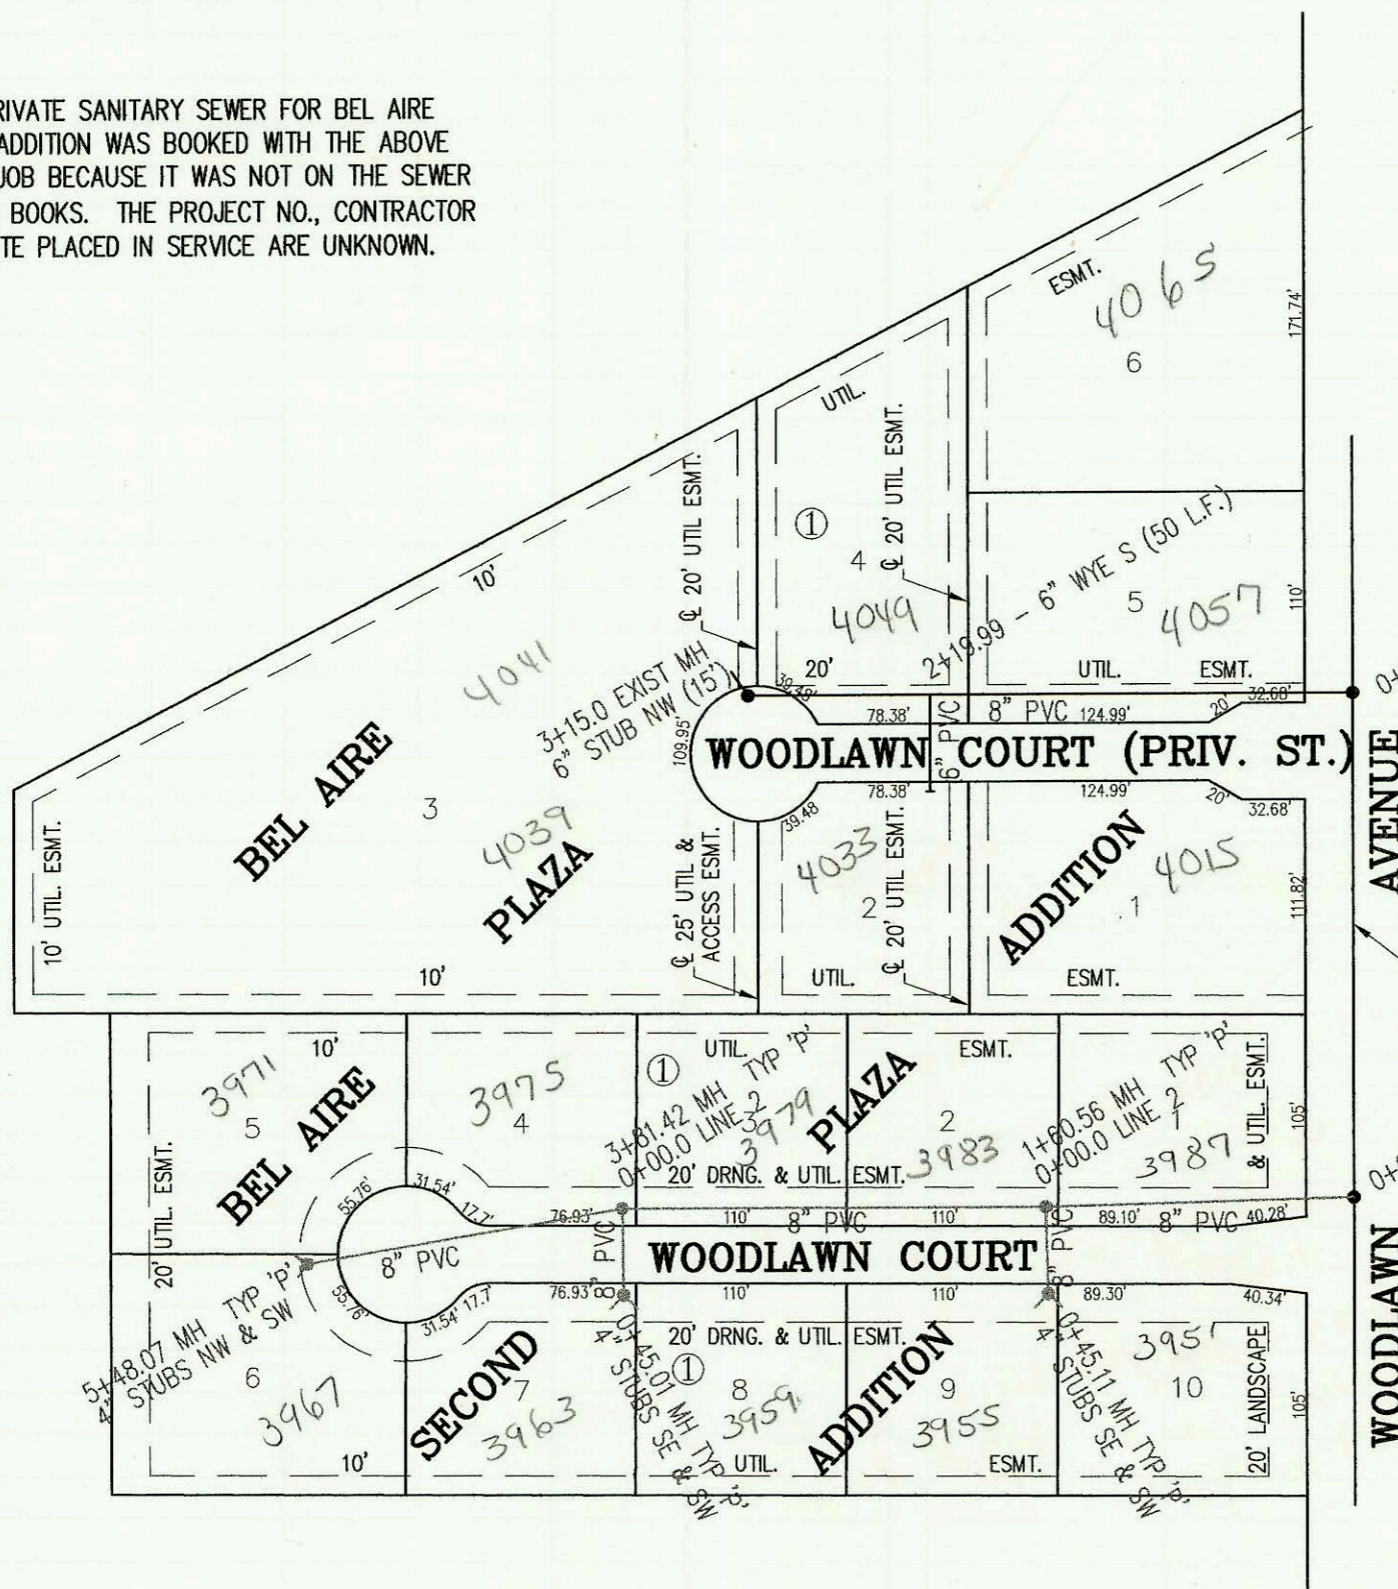 RIVATE SANITARY SEWER FOR BEL AIRE
ADDITION WAS BOOKED WITH THE ABOVE
JOB BECAUSE IT WAS NOT ON THE SEWER
BOOKS. THE PROJECT NO., CONTRACTOR
TE PLACED IN SERVICE ARE UNKNOWN.
ESMT.
4065
6
171.74'
UTIL.
℄ 20' UTIL ESMT.
℄ 20' UTIL ESMT.
①
4
4049
10'
2+19.99 - 6" WYE S (50 L.F.)
5
4057
110'
4041
3+15.0 EXIST MH
6" STUB NW (15')
20'
UTIL. ESMT.
39.48'
78.38'
6" PVC
8" PVC
124.99'
20'
32.68'
0+
109.95'
WOODLAWN COURT (PRIV. ST.)
AVENUE
78.38'
124.99'
20'
32.68'
39.48
BEL AIRE
3
4039
PLAZA
10' UTIL. ESMT.
10'
℄ 25' UTIL &
ACCESS ESMT.
4033
2
℄ 20' UTIL ESMT.
UTIL.
ADDITION
4015
1
111.82'
ESMT.
10'
3971
5
BEL AIRE
20' UTIL. ESMT.
3975
4
①
UTIL.
3+81.42 MH TYP 'P'
0+00.0 LINE 2
3
3979
PLAZA
ESMT.
2
3983
1+60.56 MH TYP 'P'
0+00.0 LINE 2
1
3987
& UTIL. ESMT.
105'
20' DRNG. & UTIL. ESMT.
55.76'
31.54'
17.7'
76.93'
110'
8" PVC
110'
89.10'
8" PVC
40.28'
8" PVC
8" PVC
8" PVC
WOODLAWN COURT
WOODLAWN
55.76'
31.54'
17.7'
76.93'
110'
110'
89.30'
40.34'
5+48.07 MH TYP 'P'
4" STUBS NW & SW
6
3967
10'
SECOND
7
3963
20' DRNG. & UTIL. ESMT.
0+45.01 MH TYP 'P'
4" STUBS SE & SW
①
8
3959
UTIL.
ADDITION
9
3955
ESMT.
0+45.11 MH TYP 'P'
4" STUBS SE & SW
3951
10
20' LANDSCAPE
105'